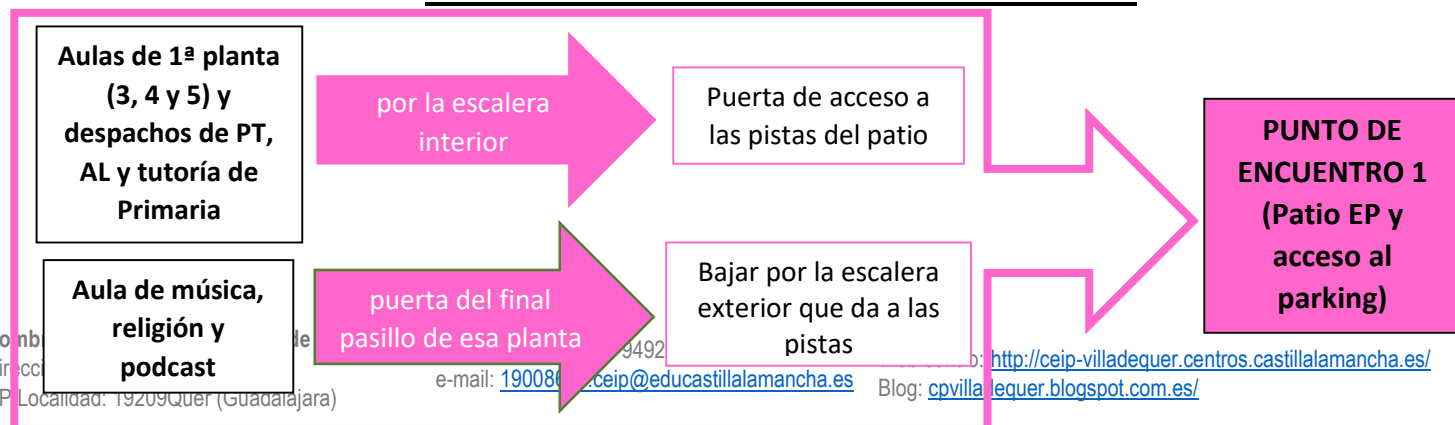 Aulas de 1ª planta
(3, 4 y 5) y
despachos de PT,
AL y tutoría de
Primaria
por la escalera
interior
Puerta de acceso a
las pistas del patio
PUNTO DE
ENCUENTRO 1
(Patio EP y
acceso al
parking)
Aula de música,
religión y
podcast
puerta del final
pasillo de esa planta
Bajar por la escalera
exterior que da a las
pistas
de
9492
http://ceip-villadequer.centros.castillalamancha.es/
e-mail: 19008 ceip@educastillalamancha.es
Blog: cpvilladequer.blogspot.com.es/
Localidad: 19209Quer (Guadalajara)